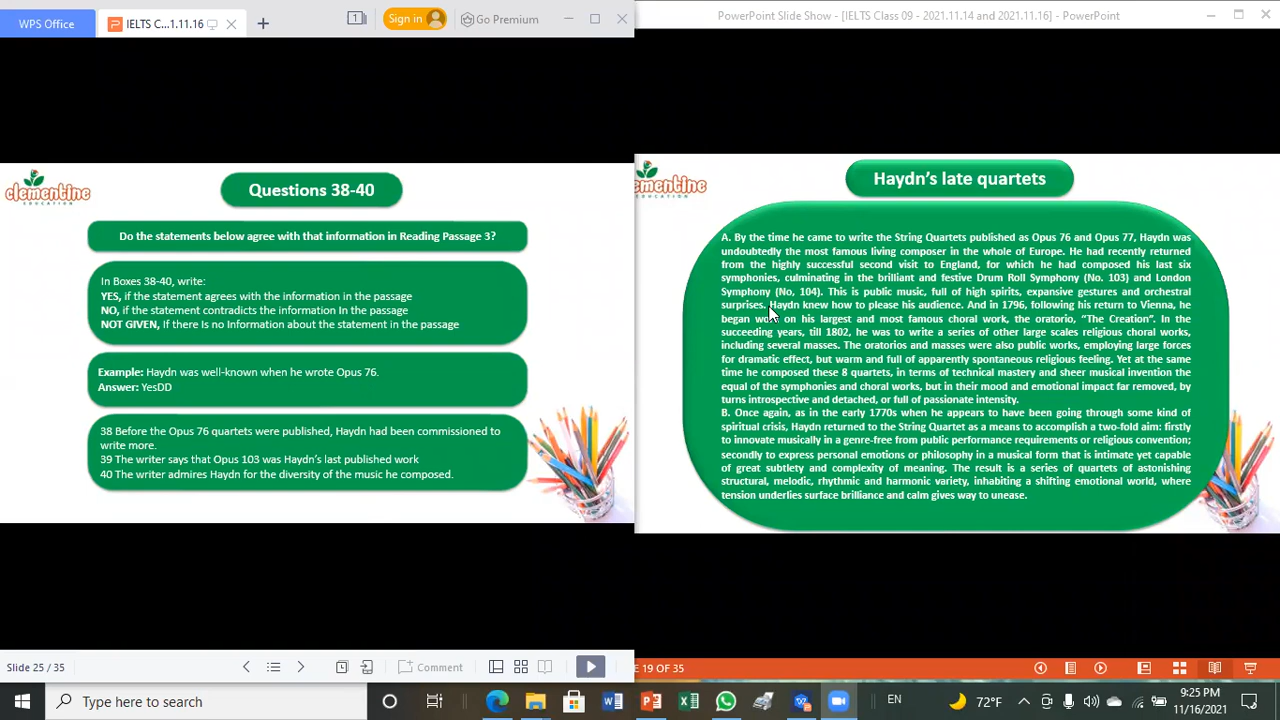 WPS Office
IELTS C...1.11.16
1
Sign in
Go Premium
PowerPoint Slide Show - [IELTS Class 09 - 2021.11.14 and 2021.11.16] - PowerPoint
clementine
EDUCATION
Questions 38-40
Do the statements below agree with that information in Reading Passage 3?
In Boxes 38-40, write:
YES, if the statement agrees with the information in the passage
NO, if the statement contradicts the information In the passage
NOT GIVEN, If there Is no Information about the statement in the passage
Example: Haydn was well-known when he wrote Opus 76.
Answer: YesDD
38 Before the Opus 76 quartets were published, Haydn had been commissioned to
write more.
39 The writer says that Opus 103 was Haydn's last published work
40 The writer admires Haydn for the diversity of the music he composed.
ementine
EDUCATION
Haydn's late quartets
A. By the time he came to write the String Quartets published as Opus 76 and Opus 77, Haydn was
undoubtedly the most famous living composer in the whole of Europe. He had recently returned
from the highly successful second visit to England, for which he had composed his last six
symphonies, culminating in the brilliant and festive Drum Roll Symphony (No. 103) and London
Symphony (No, 104). This is public music, full of high spirits, expansive gestures and orchestral
surprises. Haydn knew how to please his audience. And in 1796, following his return to Vienna, he
began work on his largest and most famous choral work, the oratorio, "The Creation". In the
succeeding years, till 1802, he was to write a series of other large scales religious choral works,
including several masses. The oratorios and masses were also public works, employing large forces
for dramatic effect, but warm and full of apparently spontaneous religious feeling. Yet at the same
time he composed these 8 quartets, in terms of technical mastery and sheer musical invention the
equal of the symphonies and choral works, but in their mood and emotional impact far removed, by
turns introspective and detached, or full of passionate intensity.
B. Once again, as in the early 1770s when he appears to have been going through some kind of
spiritual crisis, Haydn returned to the String Quartet as a means to accomplish a two-fold aim: firstly
to innovate musically in a genre-free from public performance requirements or religious convention;
secondly to express personal emotions or philosophy in a musical form that is intimate yet capable
of great subtlety and complexity of meaning. The result is a series of quartets of astonishing
structural, melodic, rhythmic and harmonic variety, inhabiting a shifting emotional world, where
tension underlies surface brilliance and calm gives way to unease.
Slide 25 / 35
Comment
E 19 OF 35
Type here to search
EN
72°F
9:25 PM
11/16/2021